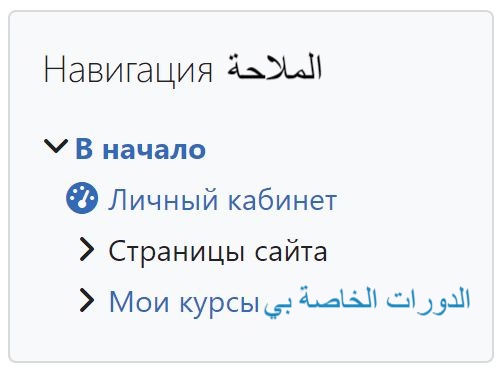 Навигация الملاحة
В начало
Личный кабинет
Страницы сайта
Мои курсы الدورات الخاصة بي